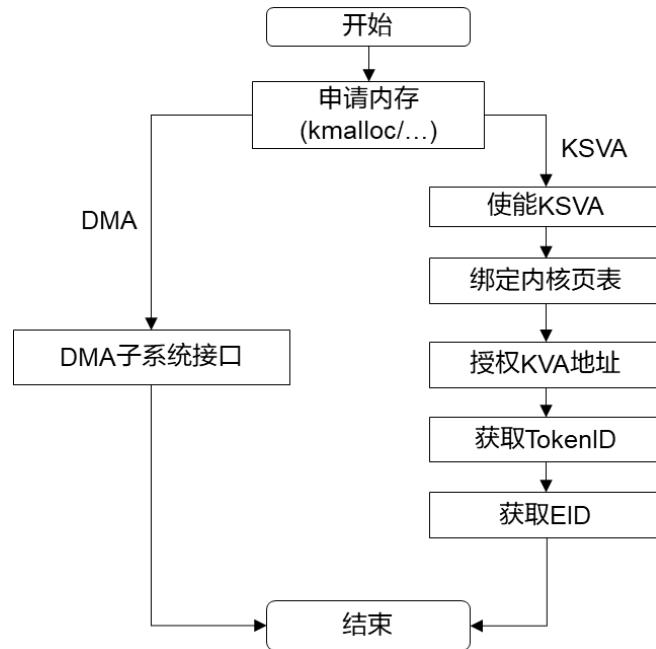 开始
申请内存
(kmalloc/…)
DMA
KSVA
使能KSVA
绑定内核页表
DMA子系统接口
授权KVA地址
获取TokenID
获取EID
结束